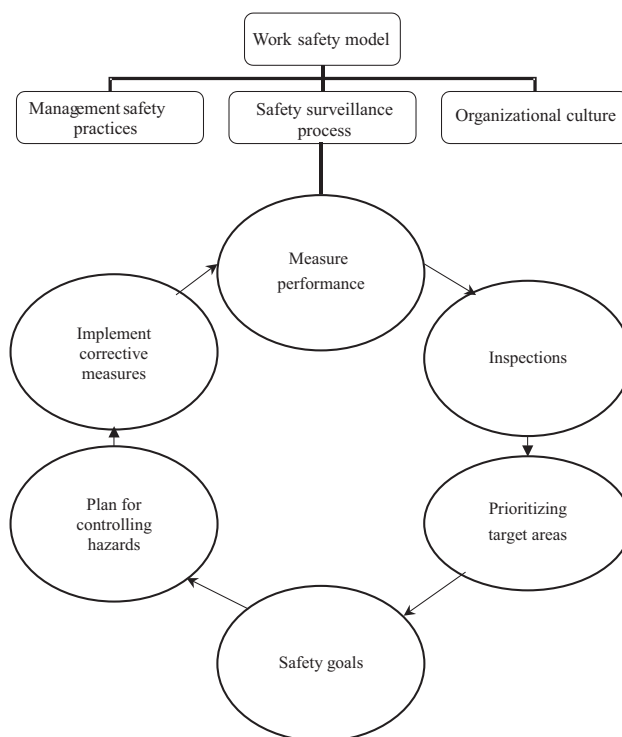 Work safety model
Management safety
practices
Safety surveillance
process
Organizational culture
Measure
performance
Implement
corrective
measures
Inspections
Plan for
controlling
hazards
Prioritizing
target areas
Safety goals